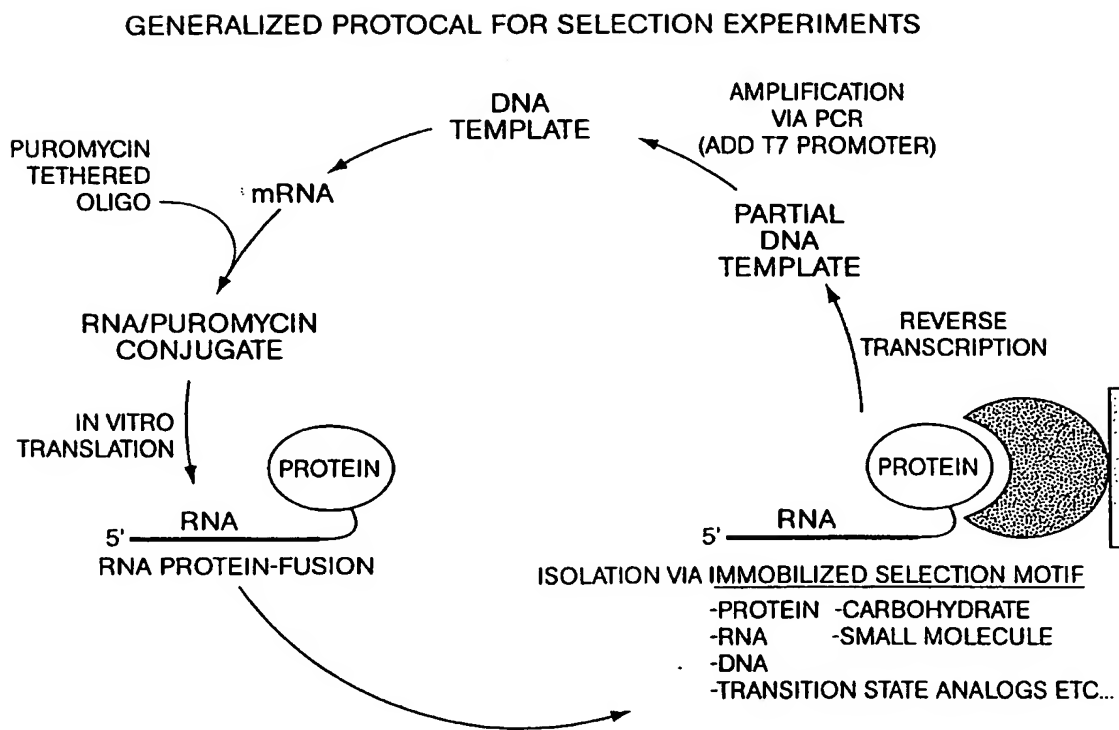 GENERALIZED PROTOCAL FOR SELECTION EXPERIMENTS
DNA
TEMPLATE
AMPLIFICATION
VIA PCR
(ADD T7 PROMOTER)
PUROMYCIN
TETHERED
OLIGO
mRNA
PARTIAL
DNA
TEMPLATE
RNA/PUROMYCIN
CONJUGATE
REVERSE
TRANSCRIPTION
IN VITRO
TRANSLATION
PROTEIN
RNA
5'
RNA PROTEIN-FUSION
PROTEIN
RNA
5'
ISOLATION VIA IMMOBILIZED SELECTION MOTIF
-PROTEIN -CARBOHYDRATE
-RNA -SMALL MOLECULE
-DNA
-TRANSITION STATE ANALOGS ETC...